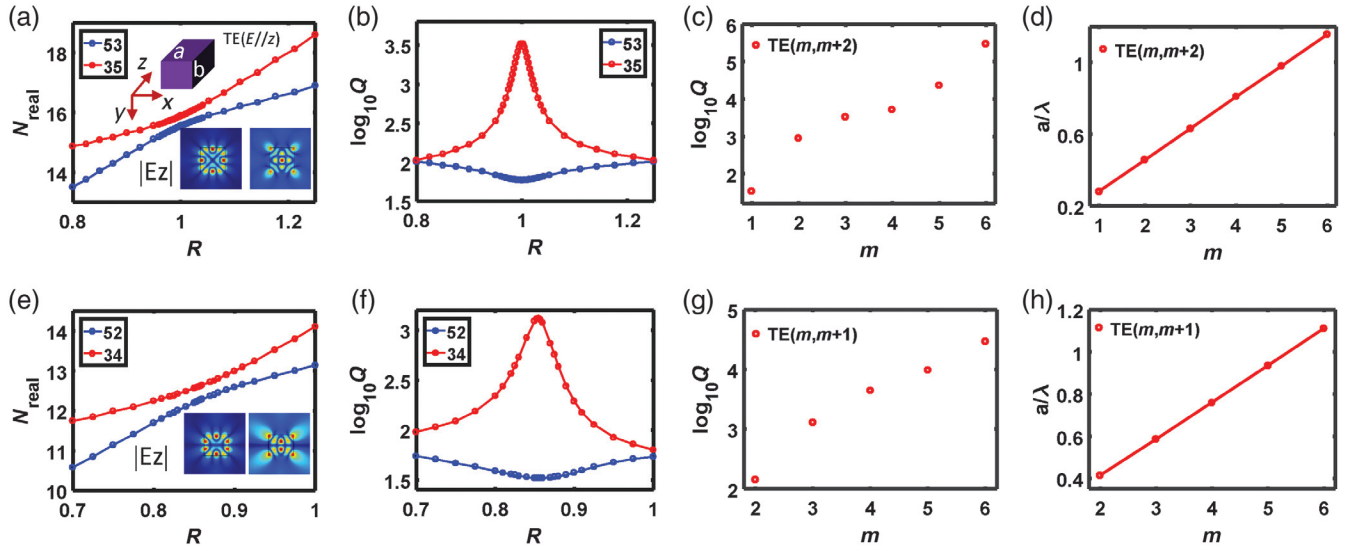 (a)
N_real
18
16
14
53
35
TE(E//z)
a
b
z
x
y
|Ez|
0.8
1
1.2
R
(b)
log₁₀Q
3.5
3
2.5
2
1.5
53
35
0.8
1
1.2
R
(c)
log₁₀Q
6
5
4
3
2
TE(m,m+2)
1
2
3
4
5
6
m
(d)
a/λ
1
0.6
0.2
TE(m,m+2)
1
2
3
4
5
6
m
(e)
N_real
14
13
12
11
10
52
34
|Ez|
0.7
0.8
0.9
1
R
(f)
log₁₀Q
3
2.5
2
1.5
52
34
0.7
0.8
0.9
1
R
(g)
log₁₀Q
5
4
3
2
TE(m,m+1)
2
3
4
5
6
m
(h)
a/λ
1.2
1
0.8
0.6
0.4
TE(m,m+1)
2
3
4
5
6
m